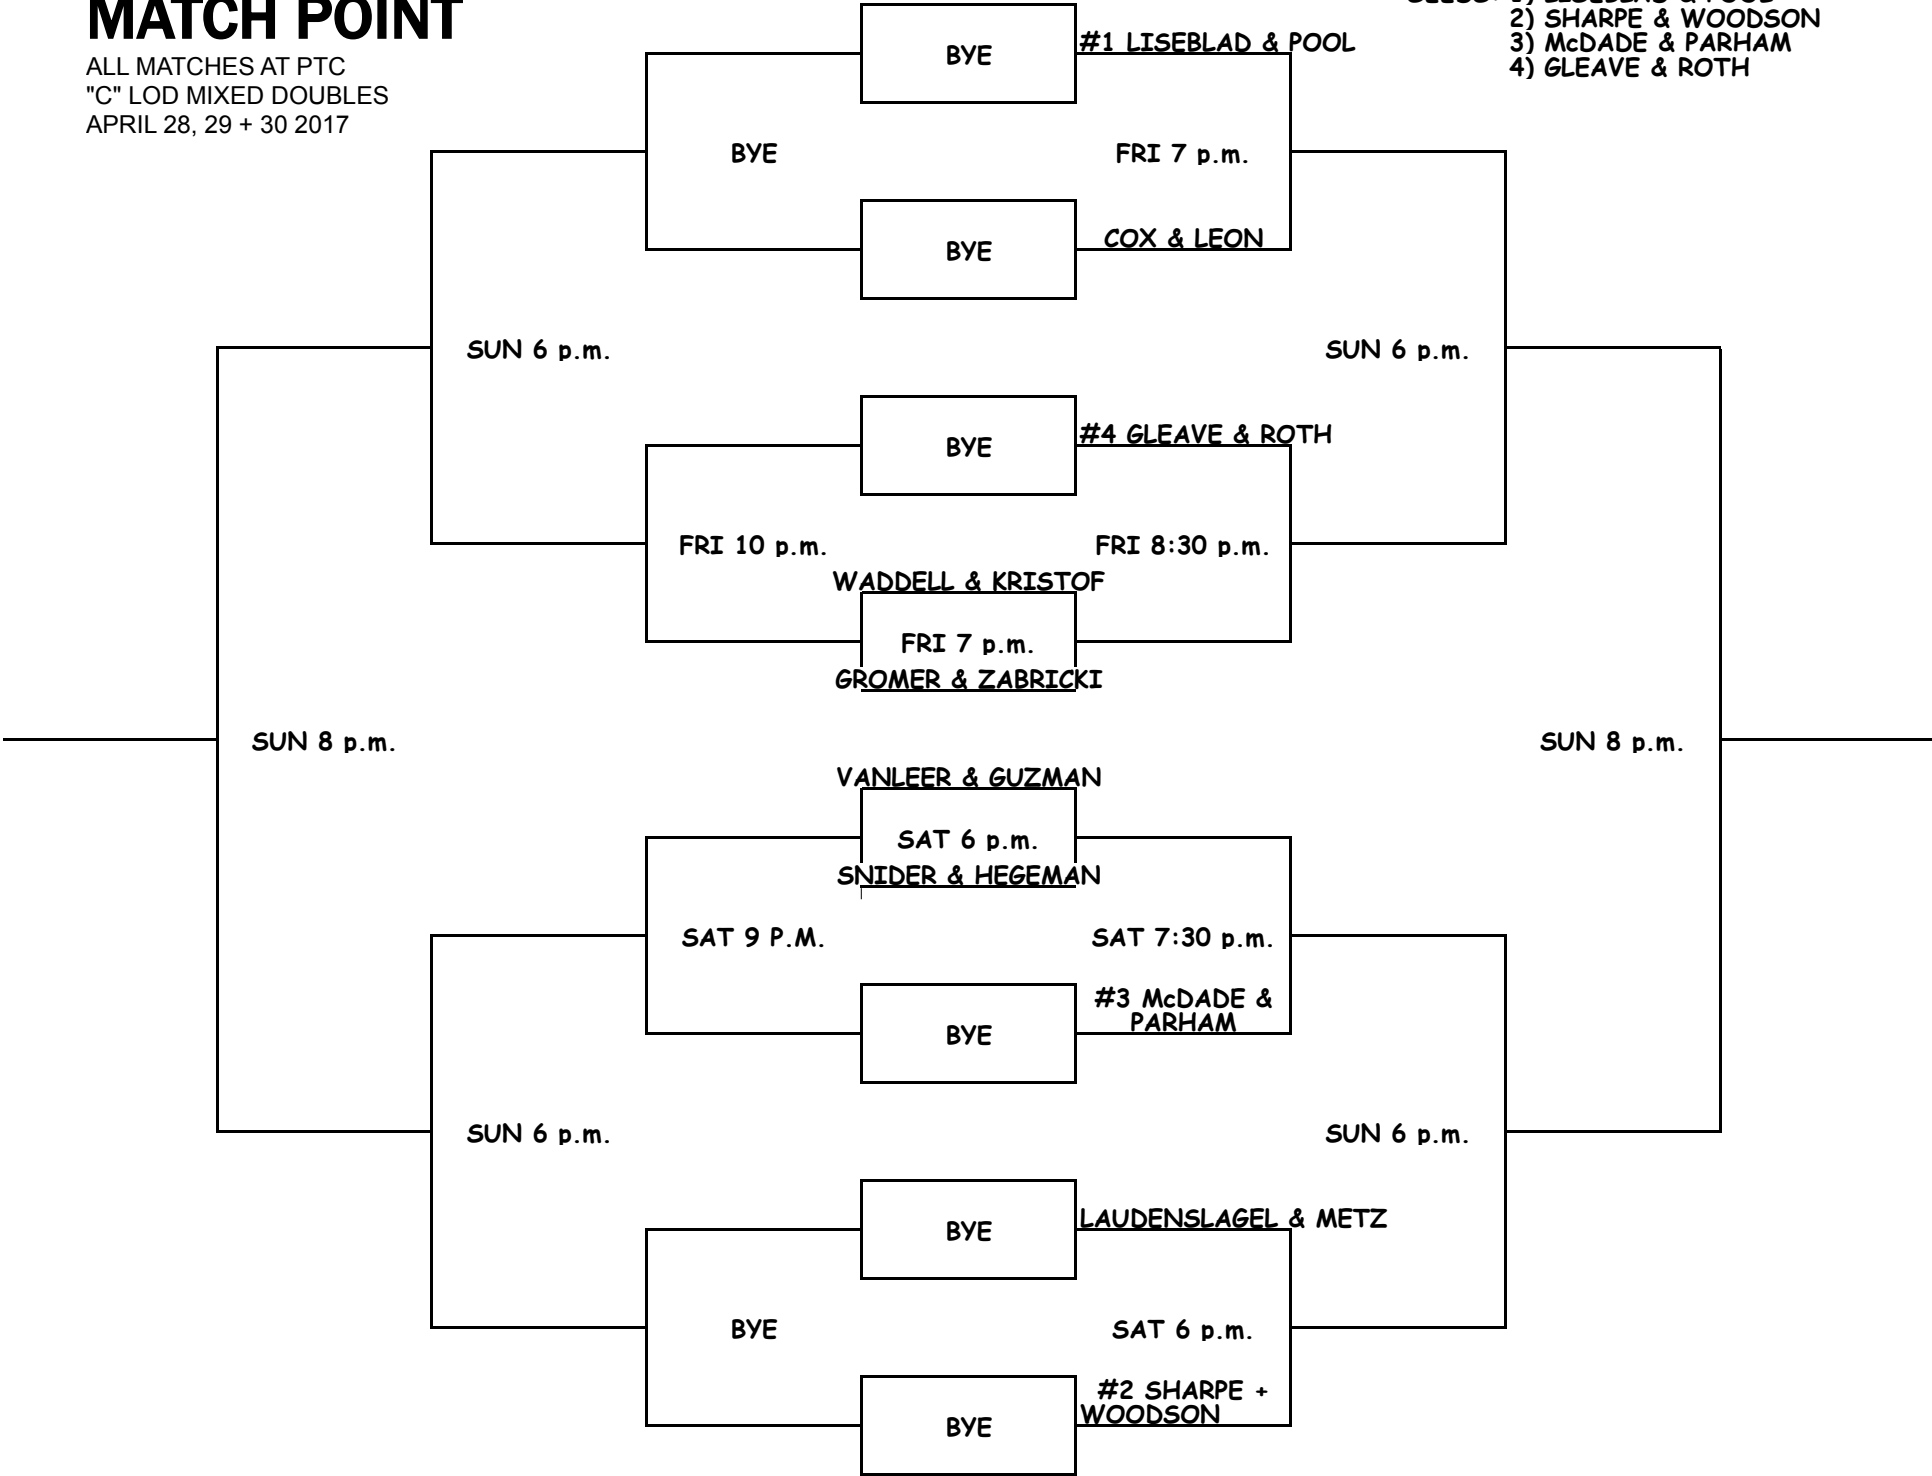 MATCH POINT
ALL MATCHES AT PTC
"C" LOD MIXED DOUBLES
APRIL 28, 29 + 30 2017
1) LISEBLAD & POOL
2) SHARPE & WOODSON
3) McDADE & PARHAM
4) GLEAVE & ROTH
BYE
#1 LISEBLAD & POOL
BYE
FRI 7 p.m.
BYE
COX & LEON
SUN 6 p.m.
SUN 6 p.m.
BYE
#4 GLEAVE & ROTH
FRI 10 p.m.
FRI 8:30 p.m.
WADDELL & KRISTOF
FRI 7 p.m.
GROMER & ZABRICKI
SUN 8 p.m.
SUN 8 p.m.
VANLEER & GUZMAN
SAT 6 p.m.
SNIDER & HEGEMAN
SAT 9 P.M.
SAT 7:30 p.m.
#3 McDADE &
PARHAM
BYE
SUN 6 p.m.
SUN 6 p.m.
BYE
LAUDENSLAGEL & METZ
BYE
SAT 6 p.m.
#2 SHARPE +
WOODSON
BYE